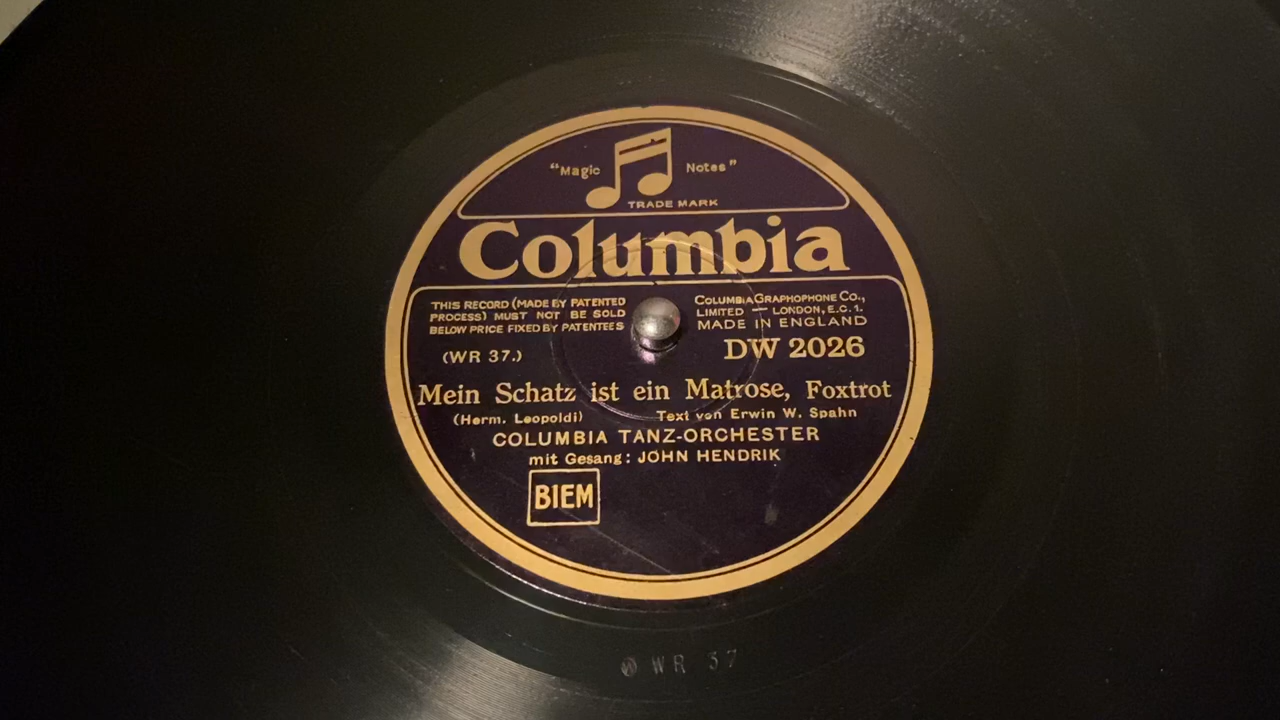 “Magic Notes”
TRADE MARK
Columbia
THIS RECORD (MADE BY PATENTED
PROCESS) MUST NOT BE SOLD
BELOW PRICE FIXED BY PATENTEES
COLUMBIA GRAPHOPHONE CO.,
LIMITED — LONDON, E.C.1.
MADE IN ENGLAND
(WR 37.)
DW 2026
Mein Schatz ist ein Matrose, Foxtrot
(Herm. Leopoldi) Text von Erwin W. Spahn
COLUMBIA TANZ-ORCHESTER
mit Gesang: JOHN HENDRIK
BIEM
WR 37